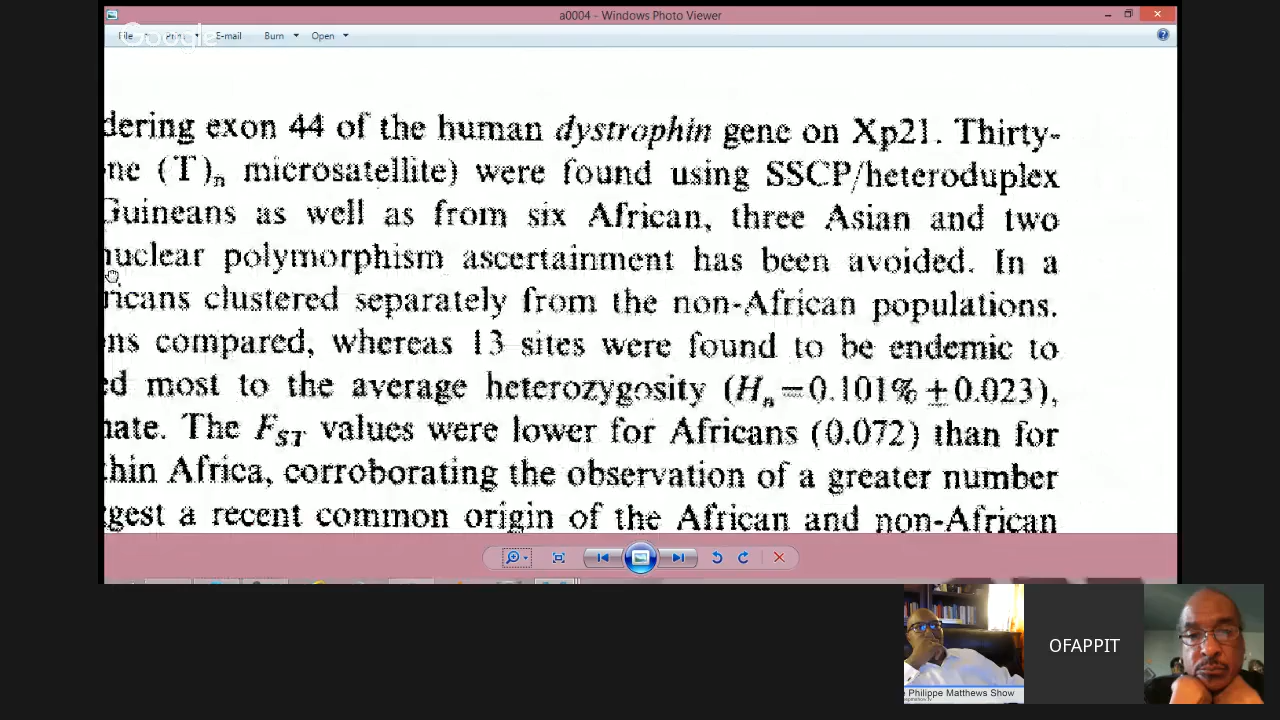 a0004 - Windows Photo Viewer
Google
File Print E-mail Burn Open
dering exon 44 of the human dystrophin gene on Xp21. Thirty-
ne (T)n microsatellite) were found using SSCP/heteroduplex
Guineans as well as from six African, three Asian and two
nuclear polymorphism ascertainment has been avoided. In a
ricans clustered separately from the non-African populations.
ns compared, whereas 13 sites were found to be endemic to
ed most to the average heterozygosity (Hn=0.101% ± 0.023),
nate. The FST values were lower for Africans (0.072) than for
thin Africa, corroborating the observation of a greater number
ggest a recent common origin of the African and non-African
OFAPPIT
Philippe Matthews Show